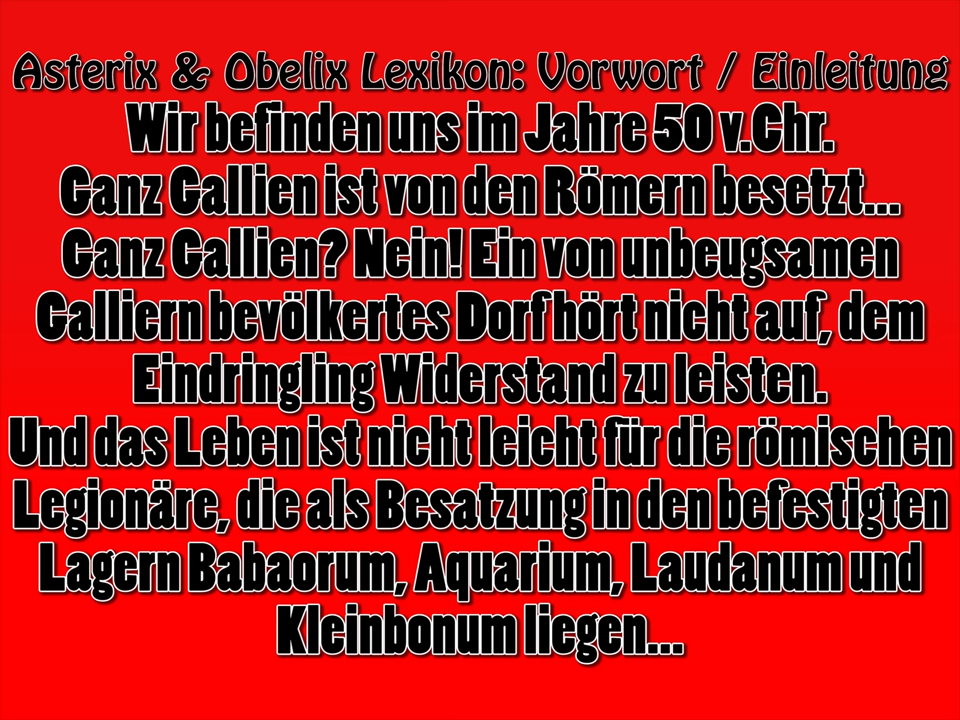 Asterix & Obelix Lexikon: Vorwort / Einleitung
Wir befinden uns im Jahre 50 v.Chr.
Ganz Gallien ist von den Römern besetzt...
Ganz Gallien? Nein! Ein von unbeugsamen
Galliern bevölkertes Dorf hört nicht auf, dem
Eindringling Widerstand zu leisten.
Und das Leben ist nicht leicht für die römischen
Legionäre, die als Besatzung in den befestigten
Lagern Babaorum, Aquarium, Laudanum und
Kleinbonum liegen...